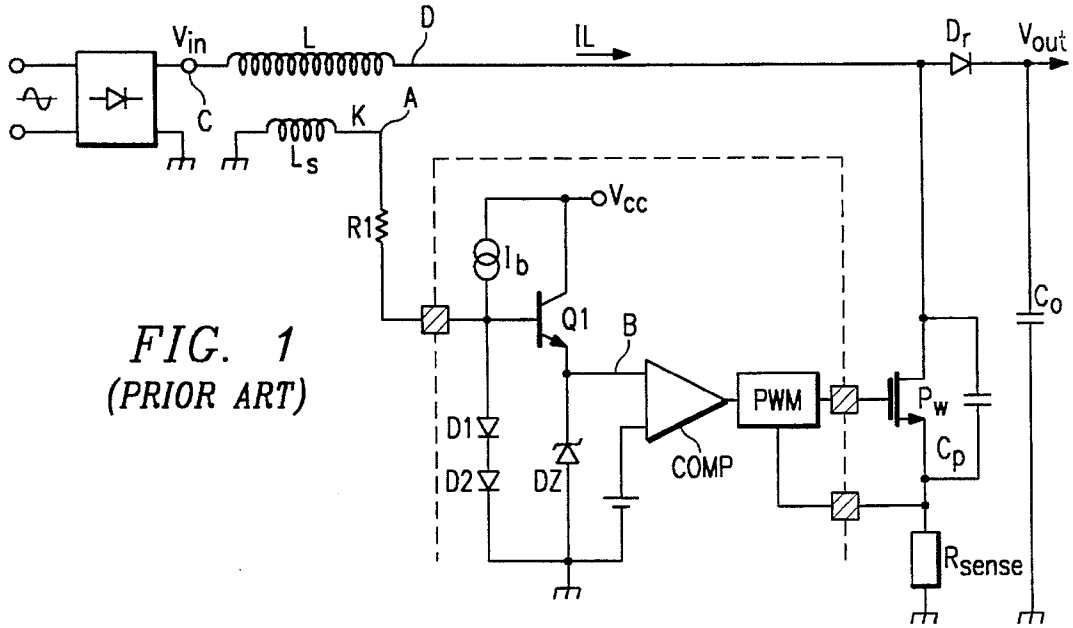 V_in
L
D
IL
D_r
V_out
C
K
A
L_s
V_cc
R1
I_b
Q1
B
C_o
FIG. 1
(PRIOR ART)
PWM
P_w
D1
D2
DZ
COMP
C_p
R_sense